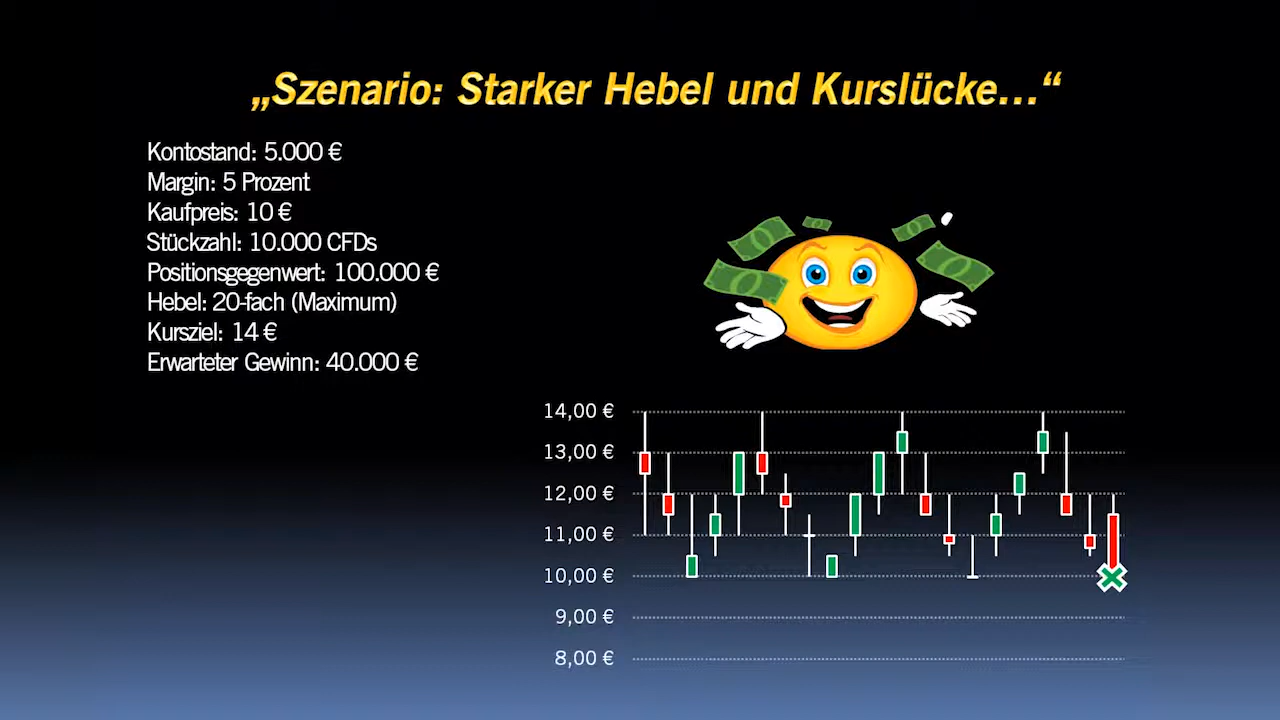 „Szenario: Starker Hebel und Kurslücke...“
Kontostand: 5.000 €
Margin: 5 Prozent
Kaufpreis: 10 €
Stückzahl: 10.000 CFDs
Positionsgegenwert: 100.000 €
Hebel: 20-fach (Maximum)
Kursziel: 14 €
Erwarteter Gewinn: 40.000 €
14,00 €
13,00 €
12,00 €
11,00 €
10,00 €
9,00 €
8,00 €